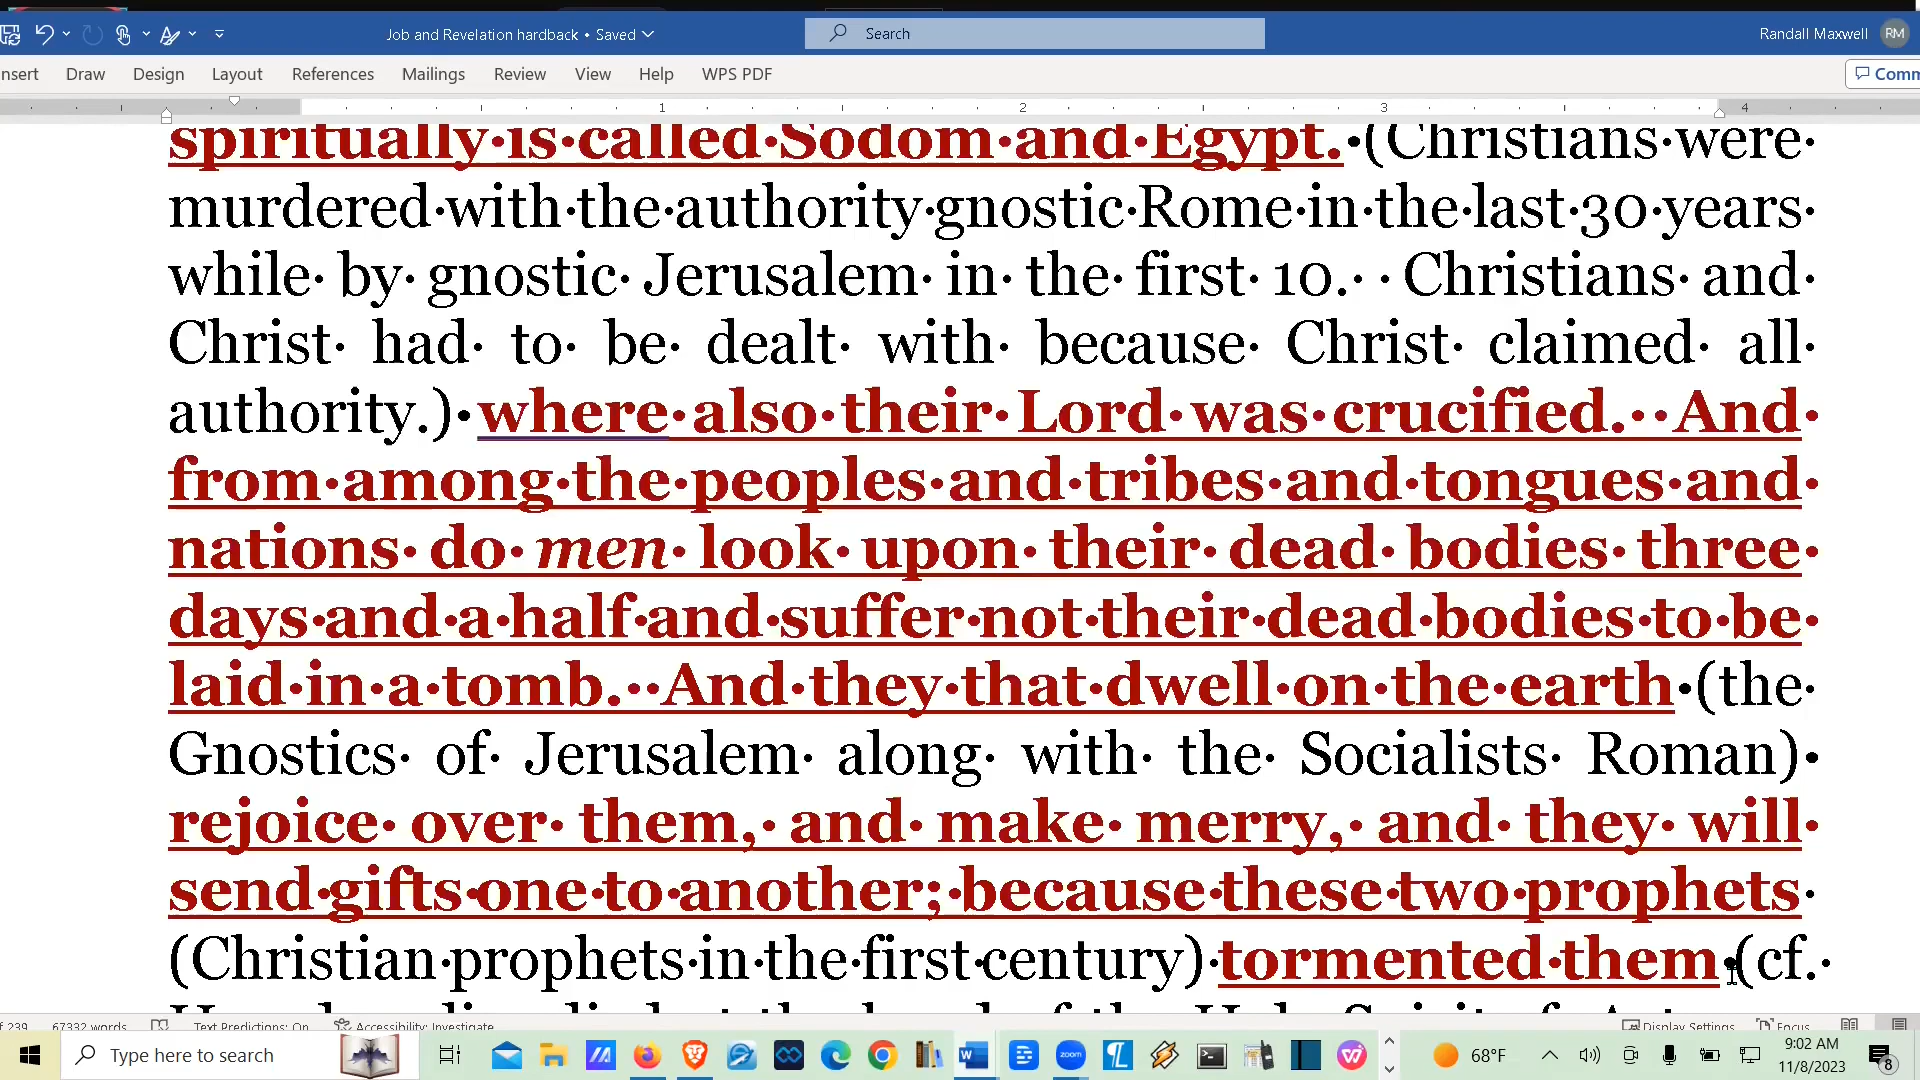 Job and Revelation hardback • Saved
Search
Randall Maxwell RM
nsert Draw Design Layout References Mailings Review View Help WPS PDF Comm
1 2 3 4
spiritually is called Sodom and Egypt. (Christians were
murdered with the authority gnostic Rome in the last 30 years
while by gnostic Jerusalem in the first 10. Christians and
Christ had to be dealt with because Christ claimed all
authority.) where also their Lord was crucified. And
from among the peoples and tribes and tongues and
nations do men look upon their dead bodies three
days and a half and suffer not their dead bodies to be
laid in a tomb. And they that dwell on the earth (the
Gnostics of Jerusalem along with the Socialists Roman)
rejoice over them, and make merry, and they will
send gifts one to another; because these two prophets
(Christian prophets in the first century) tormented them (cf.
f 239 67332 words Text Predictions: On Accessibility: Investigate Display Settings Focus
Type here to search
zoom
68°F
9:02 AM
11/8/2023
8